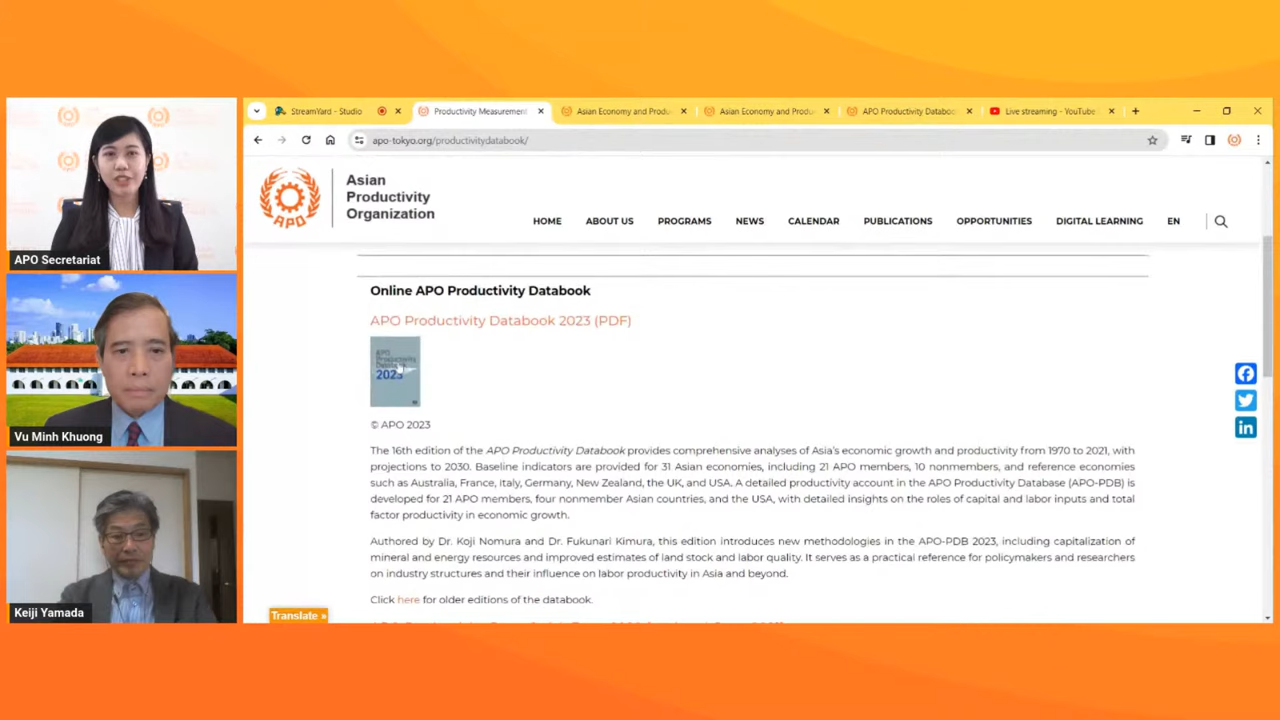 StreamYard - Studio
Productivity Measurement
Asian Economy and Produ
Asian Economy and Produ
APO Productivity Databoo
Live streaming - YouTube
apo-tokyo.org/productivitydatabook/
APO
Asian
Productivity
Organization
HOME
ABOUT US
PROGRAMS
NEWS
CALENDAR
PUBLICATIONS
OPPORTUNITIES
DIGITAL LEARNING
EN
Online APO Productivity Databook
APO Productivity Databook 2023 (PDF)
APO
Productivity
2023
© APO 2023
The 16th edition of the APO Productivity Databook provides comprehensive analyses of Asia's economic growth and productivity from 1970 to 2021, with
projections to 2030. Baseline indicators are provided for 31 Asian economies, including 21 APO members, 10 nonmembers, and reference economies
such as Australia, France, italy, Germany, New Zealand, the UK, and USA. A detailed productivity account in the APO Productivity Database (APO-PDB) is
developed for 21 APO members, four nonmember Asian countries, and the USA, with detailed insights on the roles of capital and labor inputs and total
factor productivity in economic growth.
Authored by Dr. Koji Nomura and Dr. Fukunari Kimura, this edition introduces new methodologies in the APO-PDB 2023, including capitalization of
mineral and energy resources and improved estimates of land stock and labor quality. It serves as a practical reference for policymakers and researchers
on industry structures and their influence on labor productivity in Asia and beyond.
Click here for older editions of the databook.
Translate »
APO Secretariat
Vu Minh Khuong
Keiji Yamada